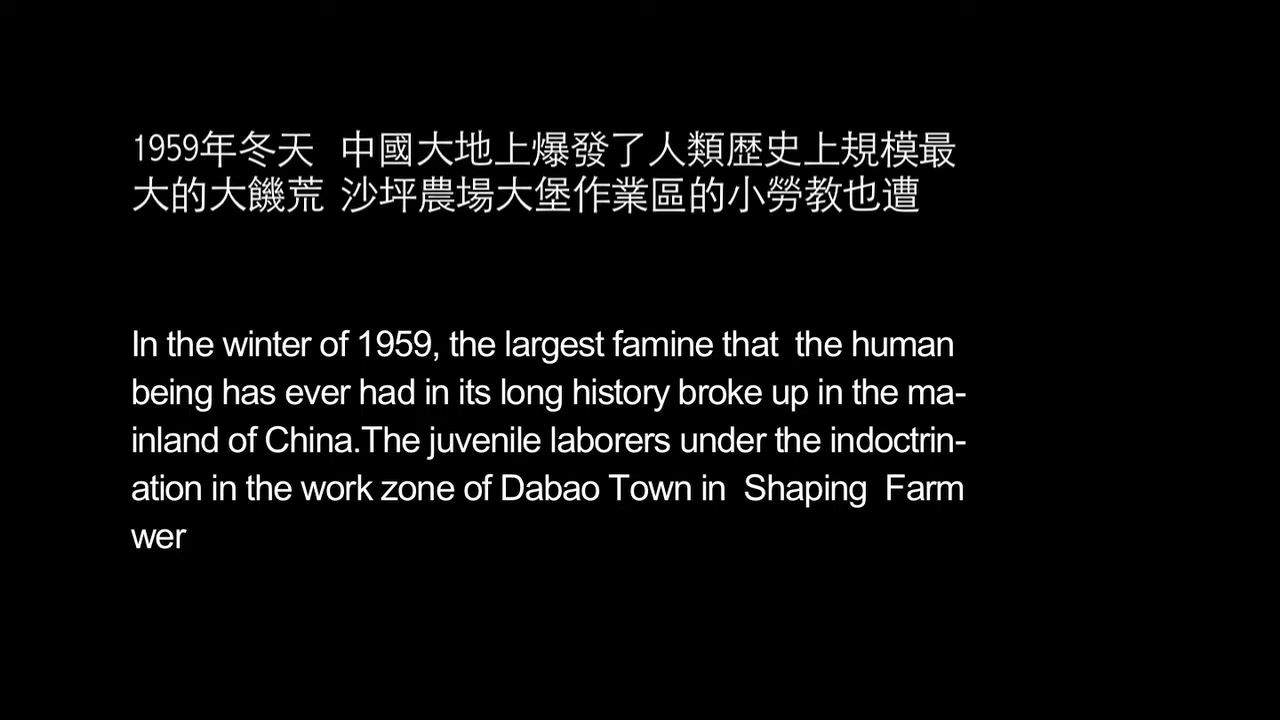 1959年冬天 中國大地上爆發了人類歷史上規模最
大的大饑荒 沙坪農場大堡作業區的小勞教也遭
In the winter of 1959, the largest famine that the human
being has ever had in its long history broke up in the ma-
inland of China.The juvenile laborers under the indoctrin-
ation in the work zone of Dabao Town in Shaping Farm
wer